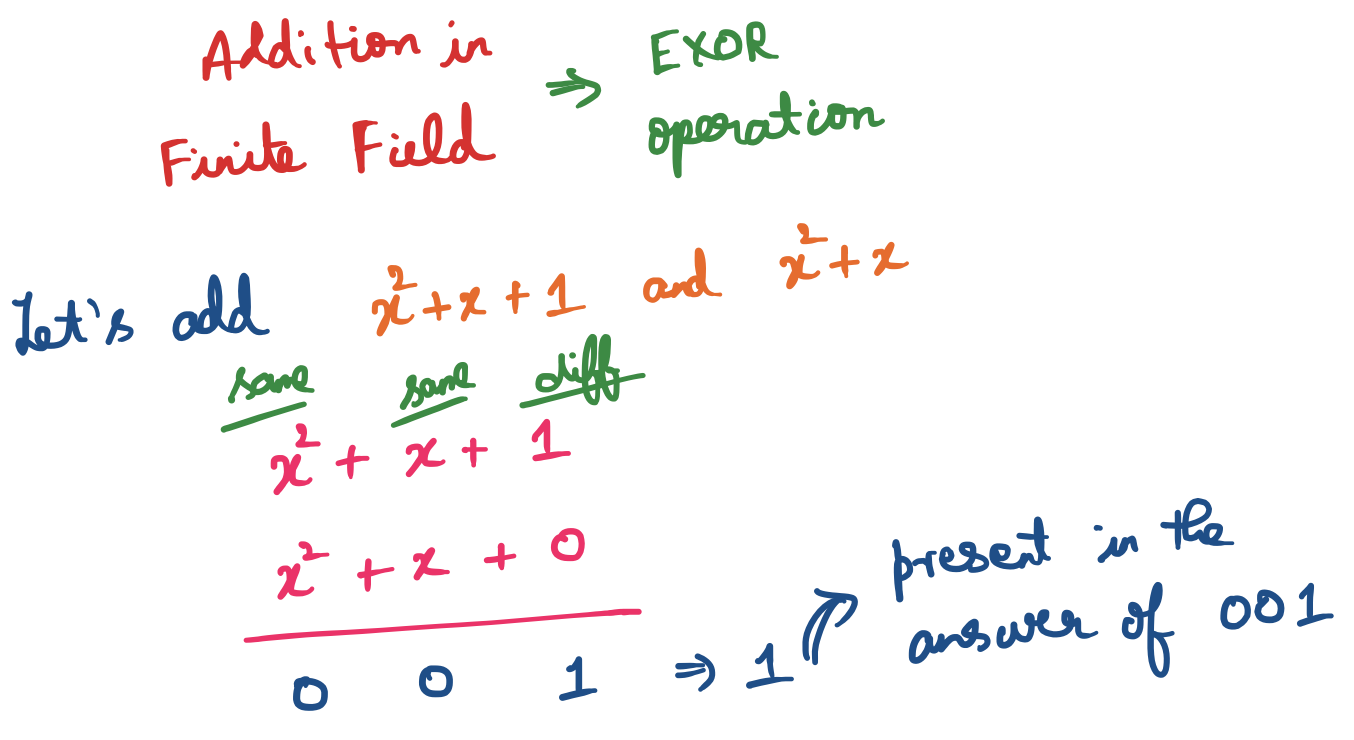 Addition in ⇒ EXOR
Finite Field operation
Let's add x²+x+1 and x²+x
same same diff
x² + x + 1
x² + x + 0
0 0 1 ⇒ 1
present in the
answer of 001